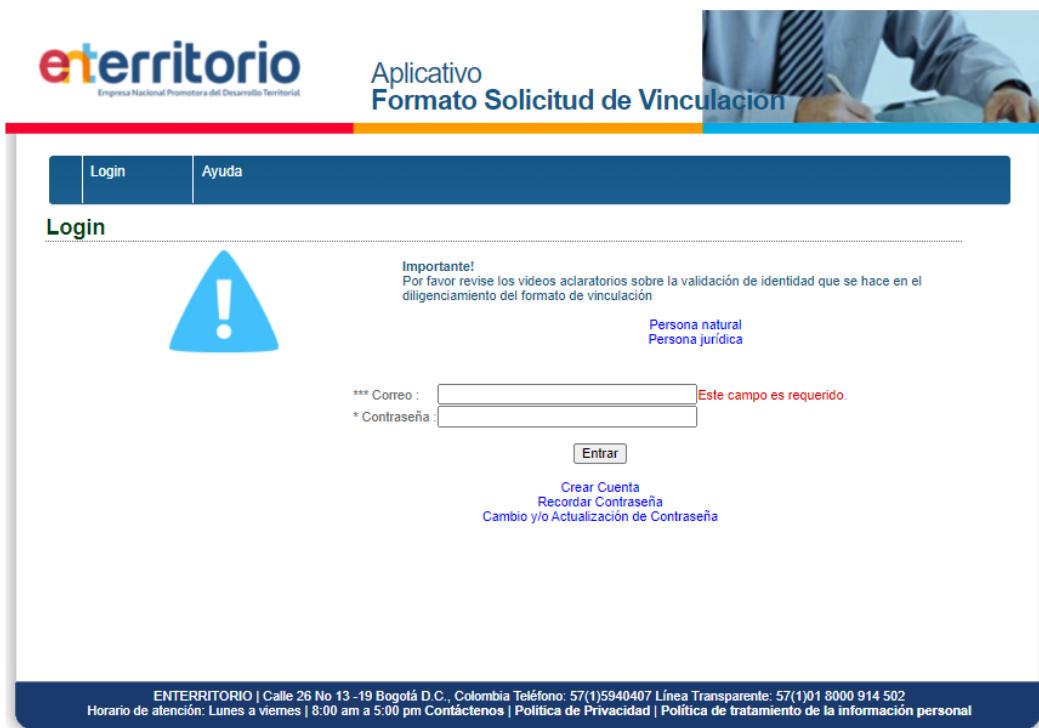 enterritorio
Empresa Nacional Promotora del Desarrollo Territorial
Aplicativo
Formato Solicitud de Vinculación
Login
Ayuda
Login
Importante!
Por favor revise los videos aclaratorios sobre la validación de identidad que se hace en el
diligenciamiento del formato de vinculación
Persona natural
Persona jurídica
*** Correo :
Este campo es requerido.
* Contraseña :
Entrar
Crear Cuenta
Recordar Contraseña
Cambio y/o Actualización de Contraseña
ENTERRITORIO | Calle 26 No 13 -19 Bogotá D.C., Colombia Teléfono: 57(1)5940407 Línea Transparente: 57(1)01 8000 914 502
Horario de atención: Lunes a viernes | 8:00 am a 5:00 pm Contáctenos | Politica de Privacidad | Política de tratamiento de la información personal